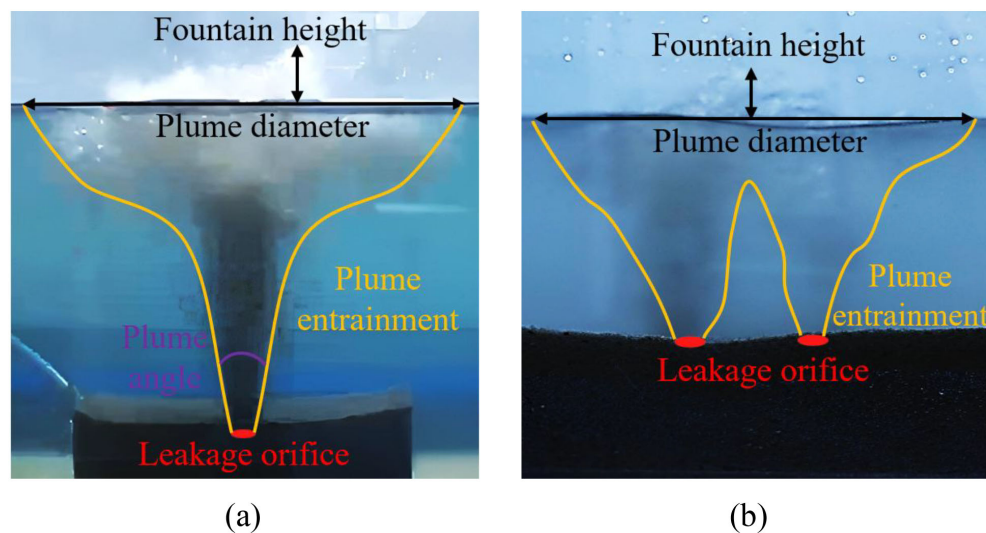 Fountain height
Plume diameter
Plume
entrainment
Plume
angle
Leakage orifice
(a)
Fountain height
Plume diameter
Plume
entrainment
Leakage orifice
(b)